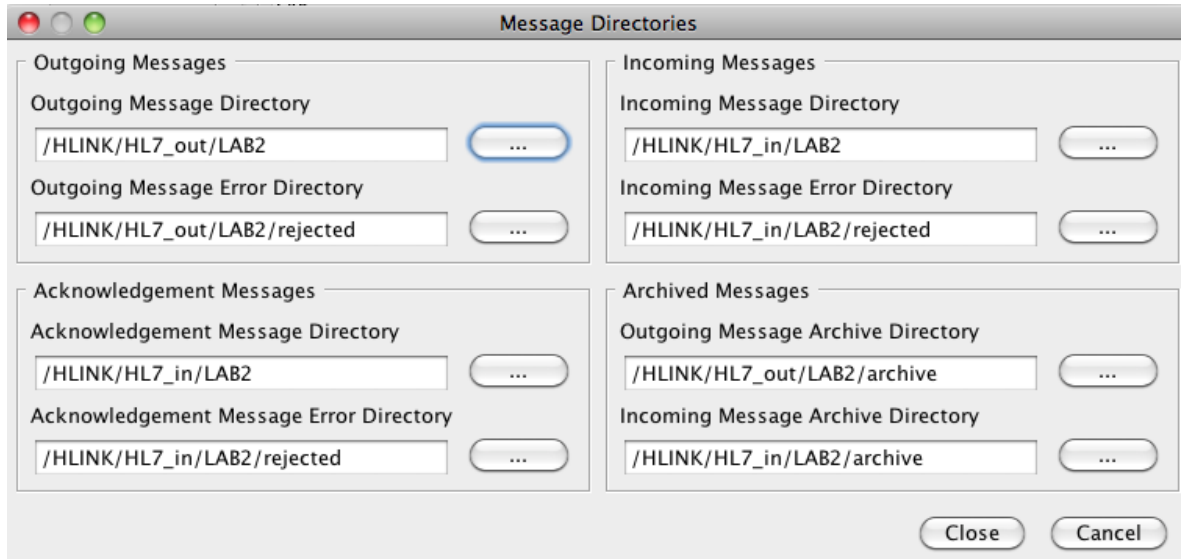 Message Directories
Outgoing Messages
Outgoing Message Directory
/HLINK/HL7_out/LAB2
...
Outgoing Message Error Directory
/HLINK/HL7_out/LAB2/rejected
...
Incoming Messages
Incoming Message Directory
/HLINK/HL7_in/LAB2
...
Incoming Message Error Directory
/HLINK/HL7_in/LAB2/rejected
...
Acknowledgement Messages
Acknowledgement Message Directory
/HLINK/HL7_in/LAB2
...
Acknowledgement Message Error Directory
/HLINK/HL7_in/LAB2/rejected
...
Archived Messages
Outgoing Message Archive Directory
/HLINK/HL7_out/LAB2/archive
...
Incoming Message Archive Directory
/HLINK/HL7_in/LAB2/archive
...
Close
Cancel